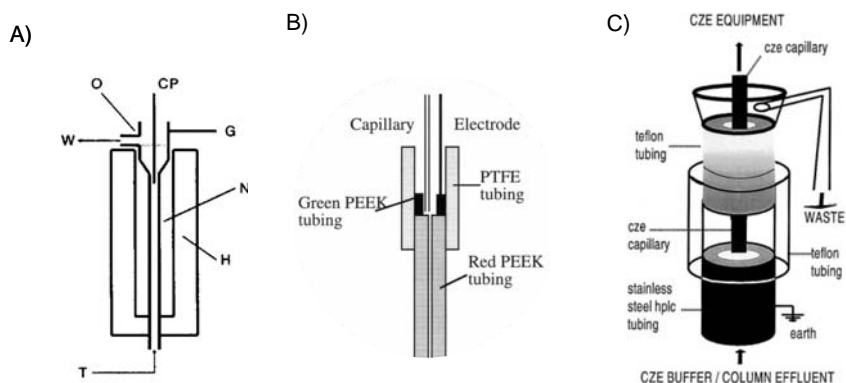 A)
O
CP
W
G
N
H
T
B)
Capillary
Electrode
Green PEEK
tubing
PTFE
tubing
Red PEEK
tubing
C)
CZE EQUIPMENT
cze capillary
teflon
tubing
WASTE
cze
capillary
teflon
tubing
stainless
steel hplc
tubing
earth
CZE BUFFER / COLUMN EFFLUENT